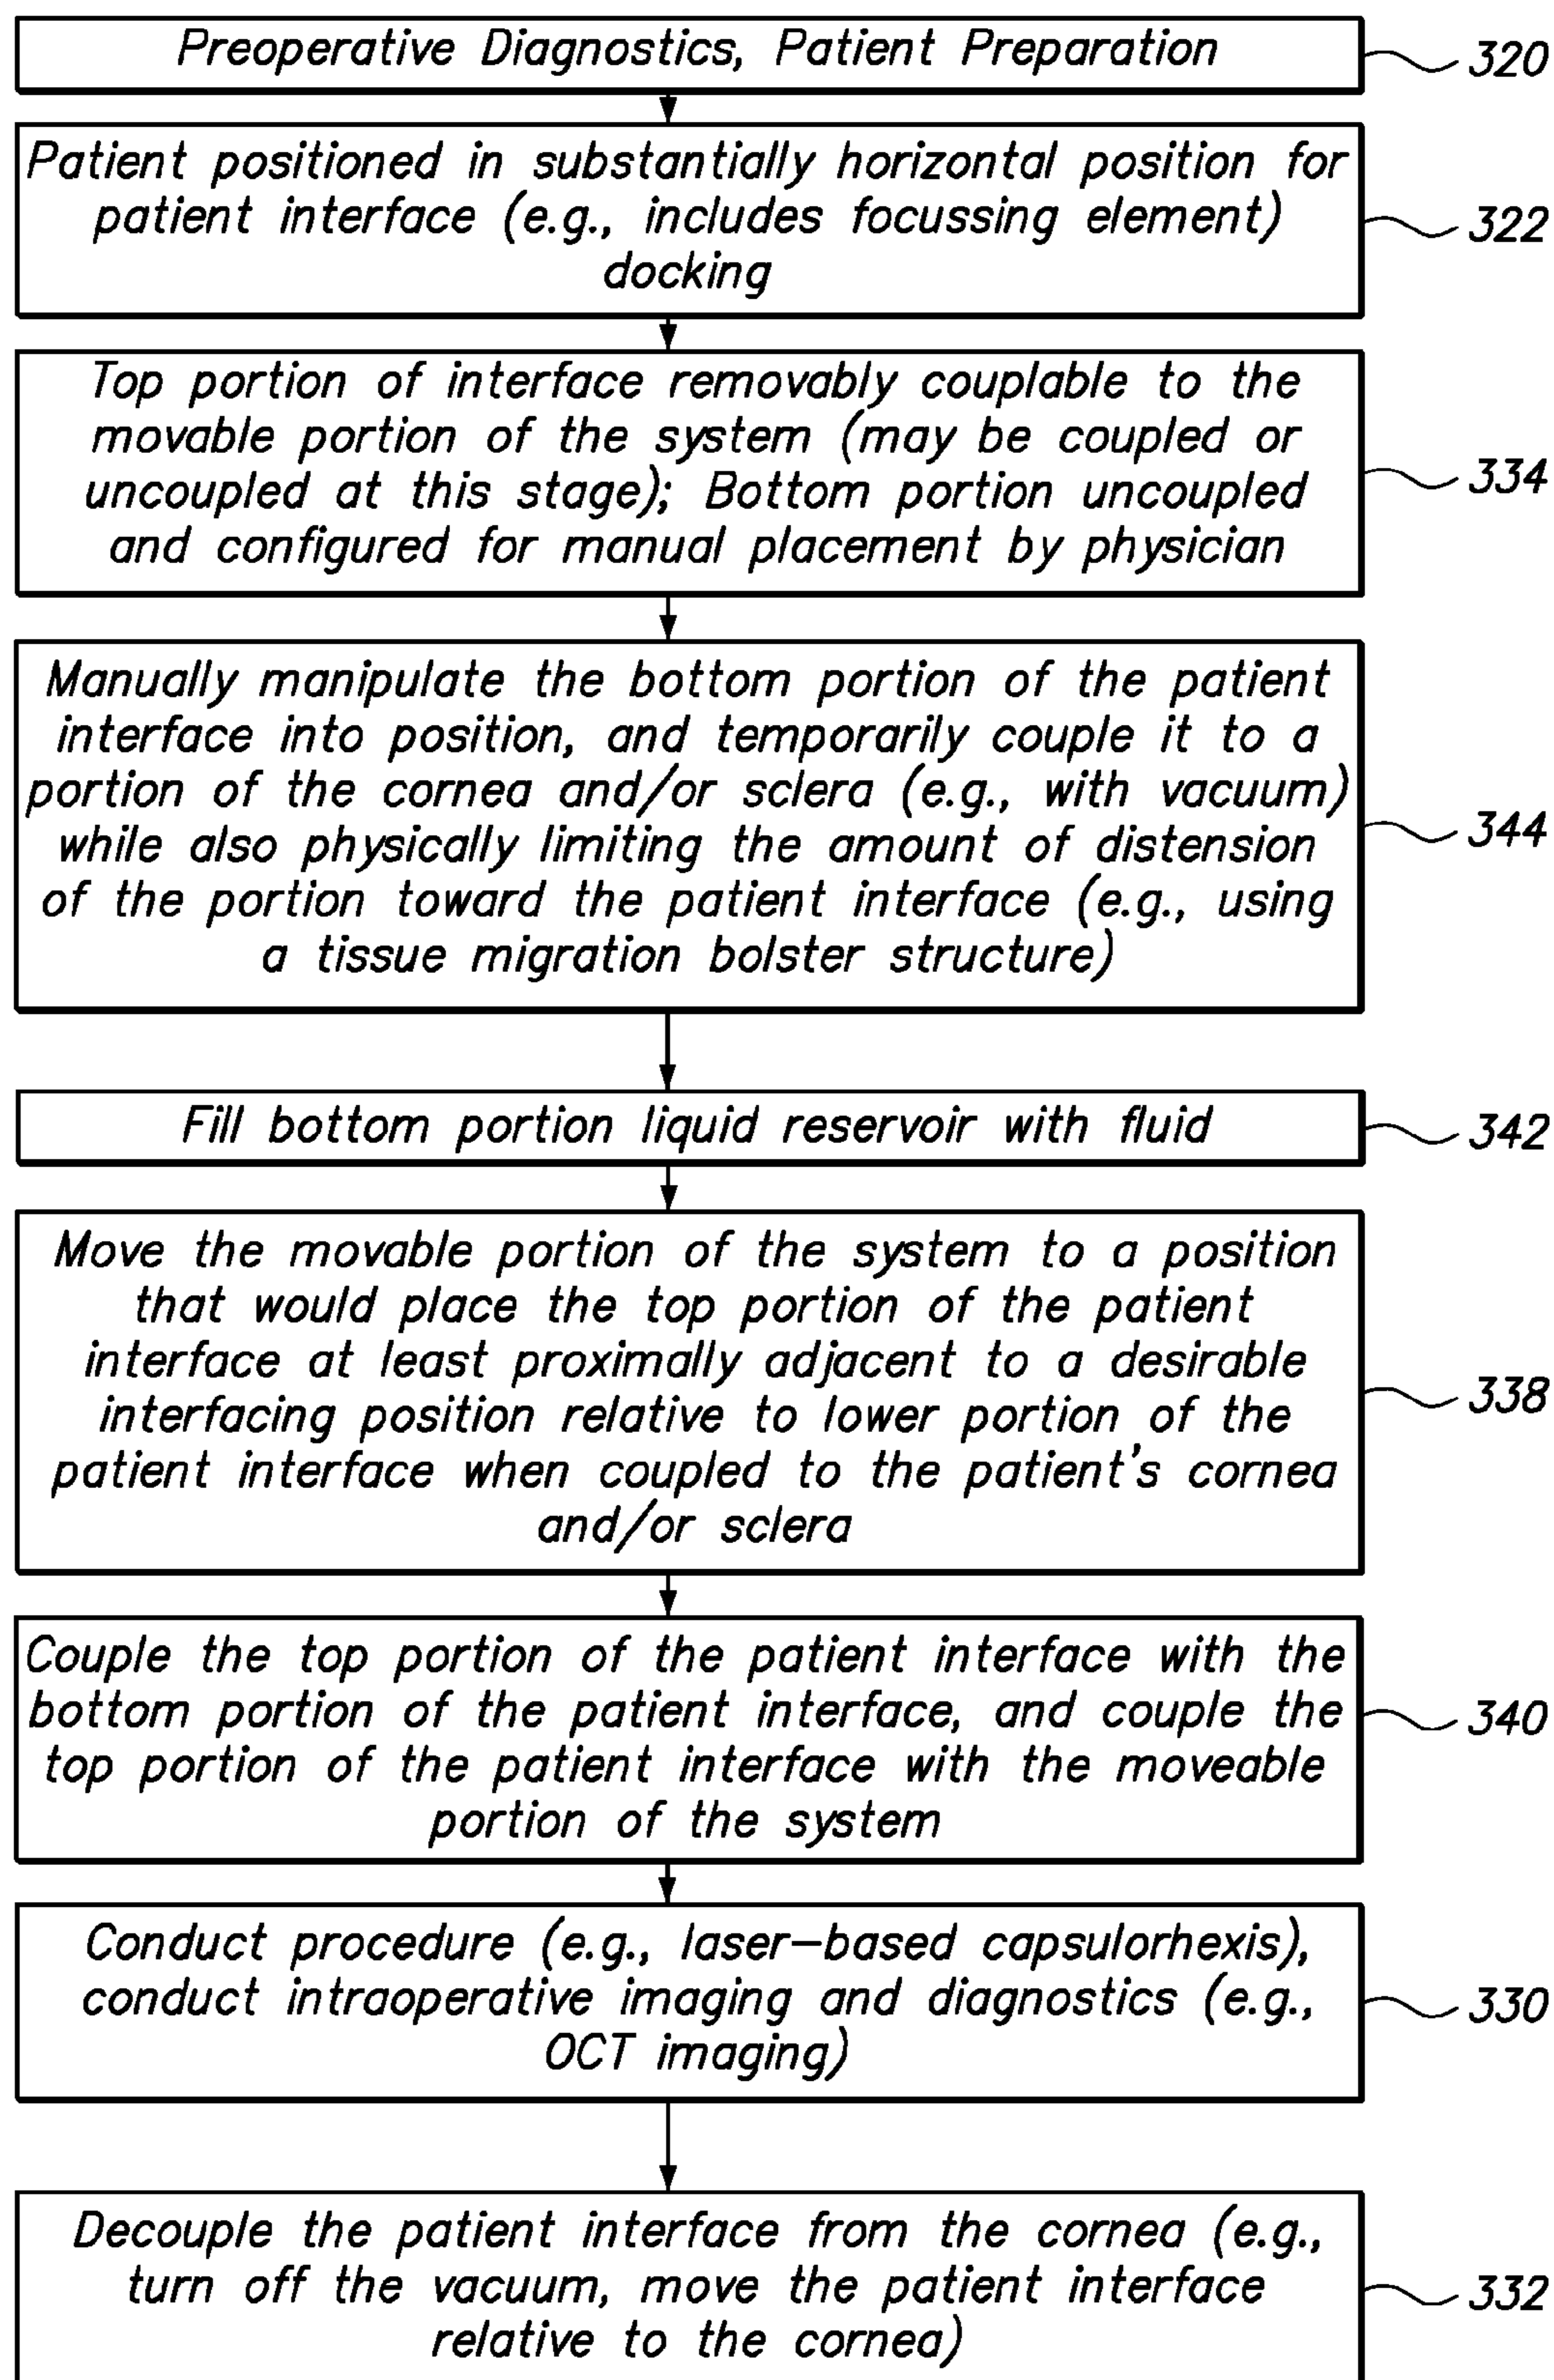 Preoperative Diagnostics, Patient Preparation
320
Patient positioned in substantially horizontal position for
patient interface (e.g., includes focussing element)
docking
322
Top portion of interface removably couplable to the
movable portion of the system (may be coupled or
uncoupled at this stage); Bottom portion uncoupled
and configured for manual placement by physician
334
Manually manipulate the bottom portion of the patient
interface into position, and temporarily couple it to a
portion of the cornea and/or sclera (e.g., with vacuum)
while also physically limiting the amount of distension
of the portion toward the patient interface (e.g., using
a tissue migration bolster structure)
344
Fill bottom portion liquid reservoir with fluid
342
Move the movable portion of the system to a position
that would place the top portion of the patient
interface at least proximally adjacent to a desirable
interfacing position relative to lower portion of the
patient interface when coupled to the patient's cornea
and/or sclera
338
Couple the top portion of the patient interface with the
bottom portion of the patient interface, and couple the
top portion of the patient interface with the moveable
portion of the system
340
Conduct procedure (e.g., laser-based capsulorhexis),
conduct intraoperative imaging and diagnostics (e.g.,
OCT imaging)
330
Decouple the patient interface from the cornea (e.g.,
turn off the vacuum, move the patient interface
relative to the cornea)
332